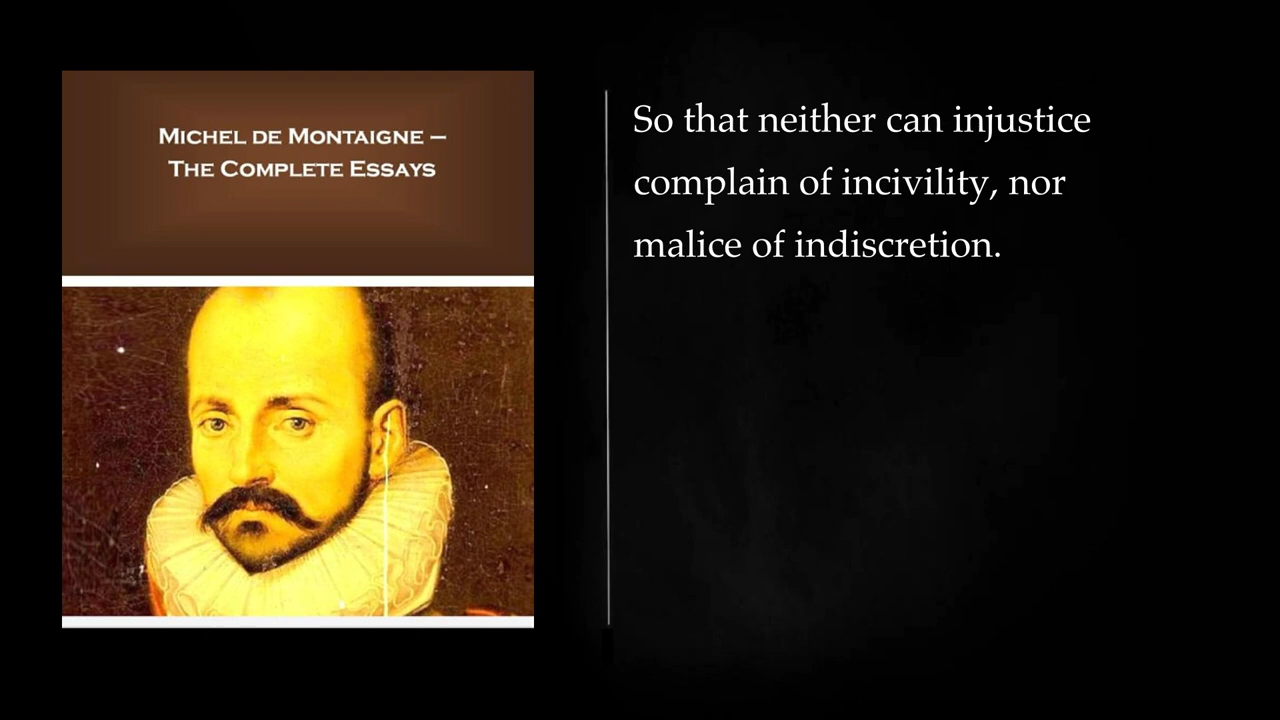 Michel de Montaigne –
The Complete Essays
So that neither can injustice
complain of incivility, nor
malice of indiscretion.